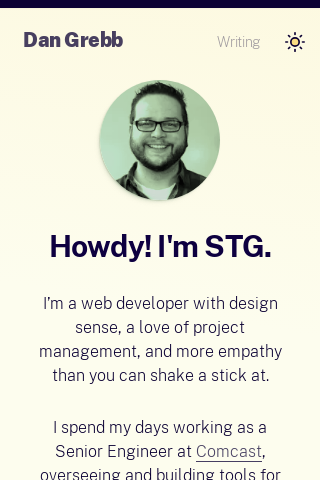 Dan Grebb
Writing
Howdy! I'm STG.
I’m a web developer with design
sense, a love of project
management, and more empathy
than you can shake a stick at.
I spend my days working as a
Senior Engineer at Comcast,
overseeing and building tools for